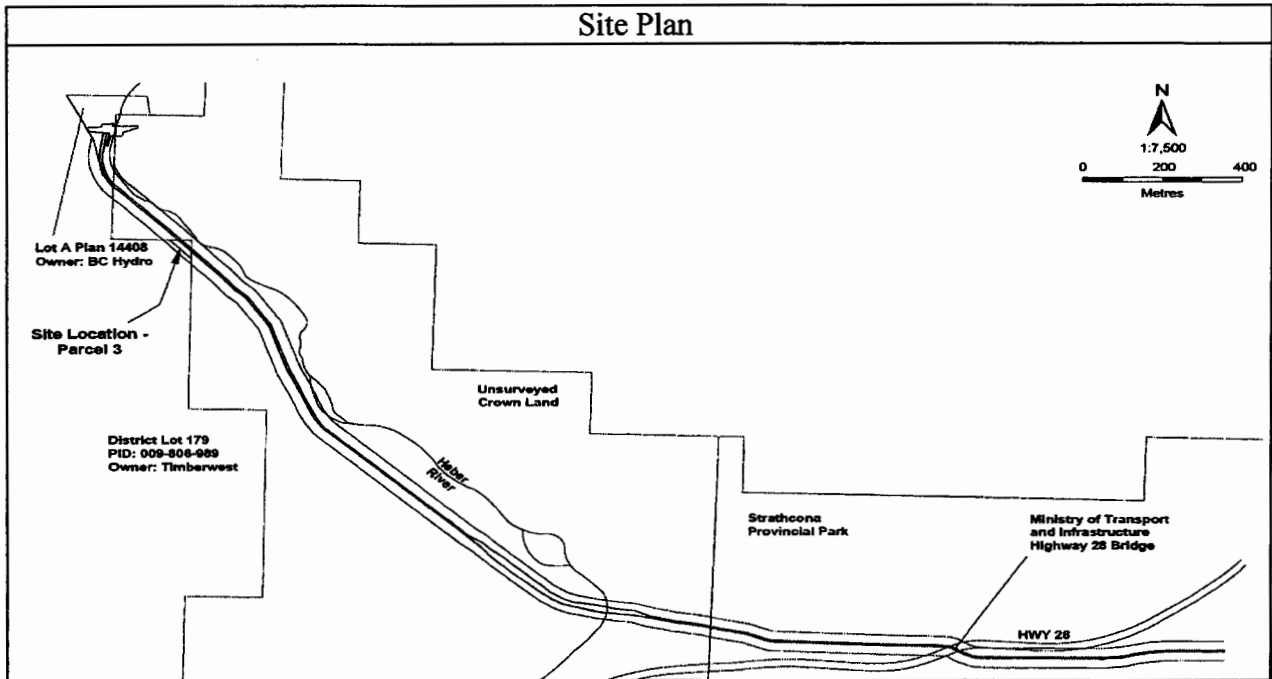 Site Plan
N
1:7,500
0 200 400
Metres
Lot A Plan 14408
Owner: BC Hydro
Site Location -
Parcel 3
Unsurveyed
Crown Land
District Lot 179
PID: 009-806-989
Owner: Timberwest
Heber
River
Strathcona
Provincial Park
Ministry of Transport
and Infrastructure
Highway 28 Bridge
HWY 28